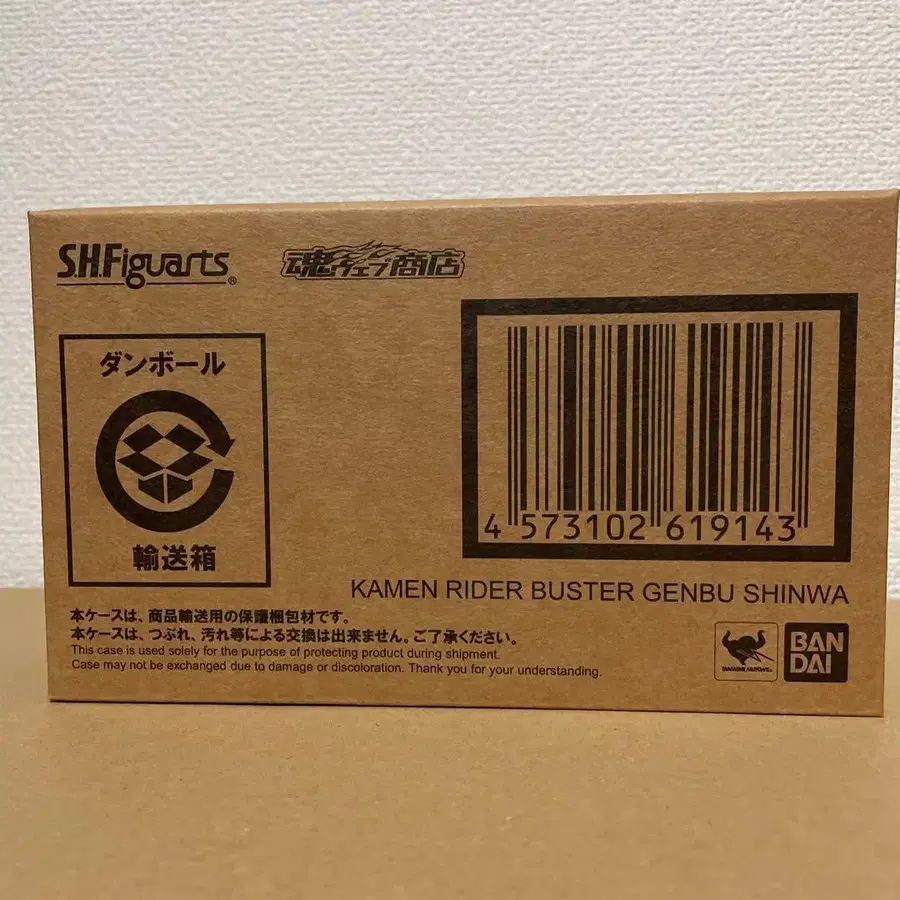 S.H.Figuarts®
魂ウェブ商店
ダンボール
輸送箱
4 573102 619143
KAMEN RIDER BUSTER GENBU SHINWA
本ケースは、商品輸送用の保護梱包材です。
本ケースは、つぶれ、汚れ等による交換は出来ません。ご了承ください。
This case is used solely for the purpose of protecting product during shipment.
Case may not be exchanged due to damage or discoloration. Thank you for your understanding.
TAMASHII NATIONS
BAN
DAI